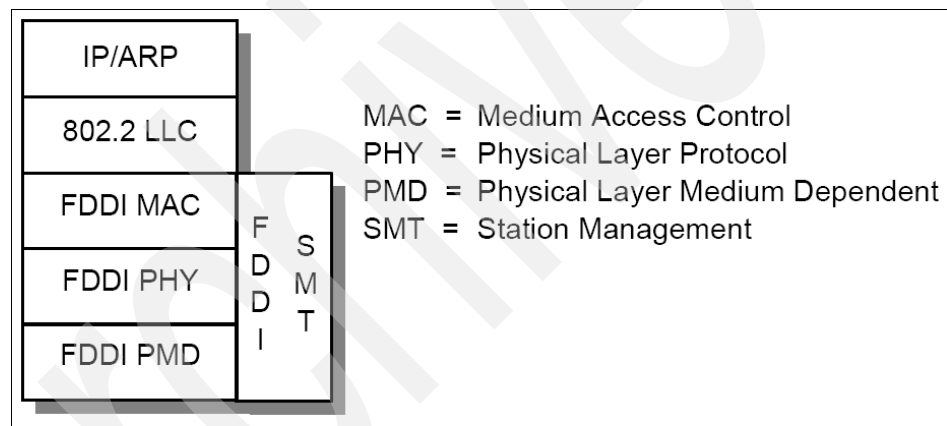 IP/ARP
802.2 LLC
FDDI MAC
FDDI PHY
FDDI PMD
FDDI
SMT
MAC = Medium Access Control
PHY = Physical Layer Protocol
PMD = Physical Layer Medium Dependent
SMT = Station Management